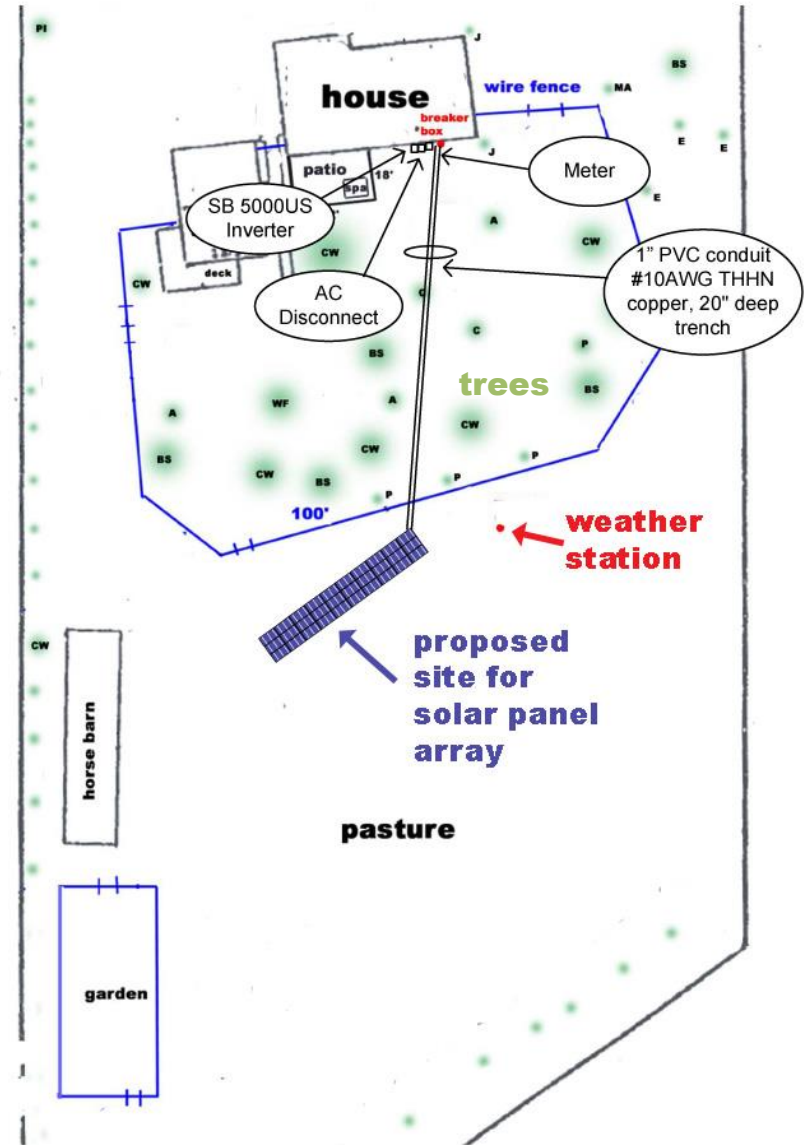 PI
J
BS
wire fence
MA
house
breaker
box
E
E
J
Meter
patio
18'
spa
E
SB 5000US
Inverter
A
CW
CW
deck
CW
1" PVC conduit
#10AWG THHN
copper, 20" deep
trench
AC
Disconnect
C
P
BS
trees
BS
WF
A
A
CW
BS
CW
CW
BS
P
P
P
100'
weather
station
proposed
site for
solar panel
array
CW
horse barn
pasture
garden